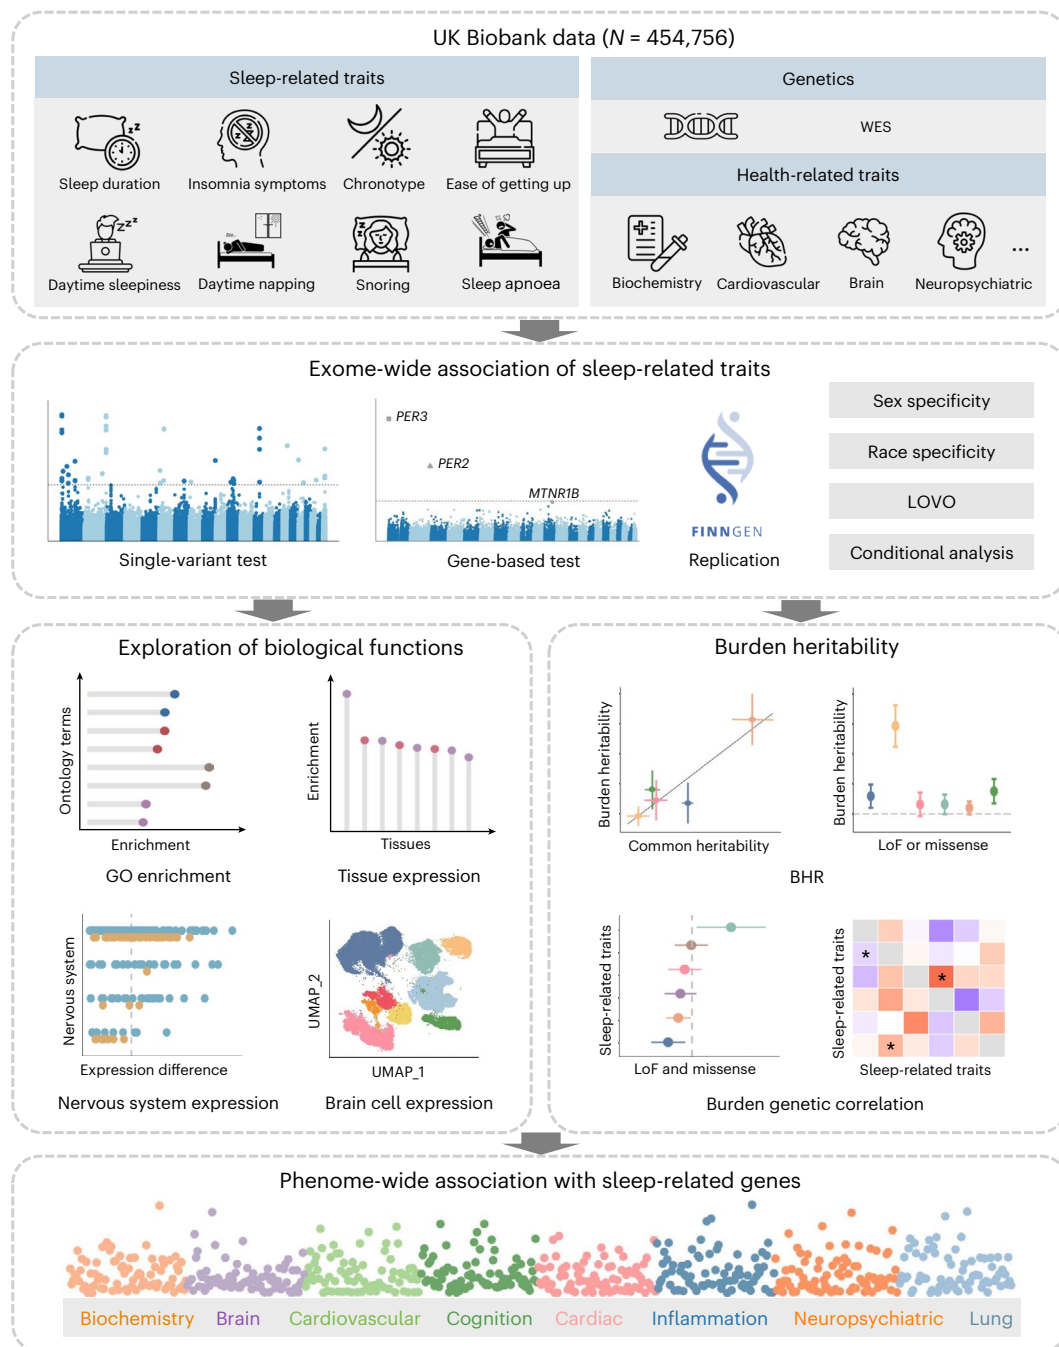 UK Biobank data (N = 454,756)
Sleep-related traits
Sleep duration
Insomnia symptoms
Chronotype
Ease of getting up
Daytime sleepiness
Daytime napping
Snoring
Sleep apnoea
Genetics
WES
Health-related traits
Biochemistry
Cardiovascular
Brain
Neuropsychiatric
...
Exome-wide association of sleep-related traits
Single-variant test
PER3
PER2
MTNR1B
Gene-based test
FINNGEN
Replication
Sex specificity
Race specificity
LOVO
Conditional analysis
Exploration of biological functions
Ontology terms
Enrichment
GO enrichment
Enrichment
Tissues
Tissue expression
Nervous system
Expression difference
Nervous system expression
UMAP_2
UMAP_1
Brain cell expression
Burden heritability
Burden heritability
Common heritability
Burden heritability
LoF or missense
BHR
Sleep-related traits
LoF and missense
Sleep-related traits
* * *
Sleep-related traits
Burden genetic correlation
Phenome-wide association with sleep-related genes
Biochemistry
Brain
Cardiovascular
Cognition
Cardiac
Inflammation
Neuropsychiatric
Lung